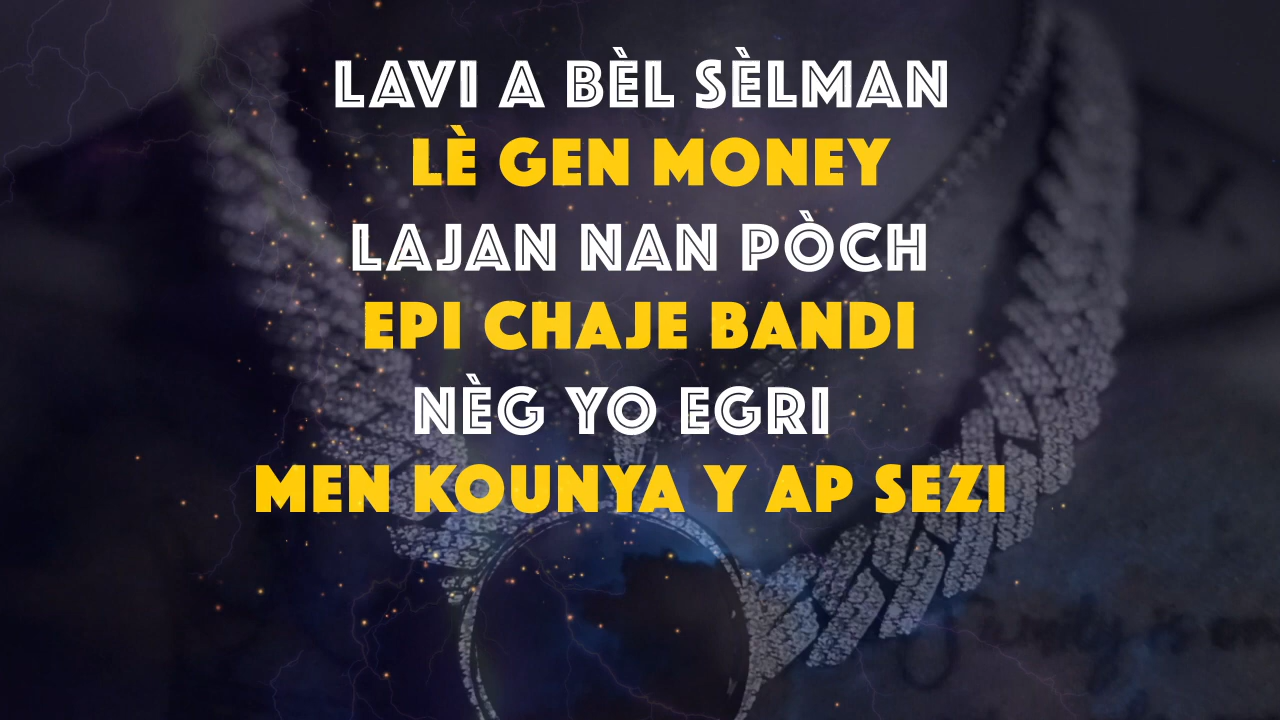 LAVI A BÈL SÈLMAN
LÈ GEN MONEY
LAJAN NAN PÒCH
EPI CHAJE BANDI
NÈG YO EGRI
MEN KOUNYA Y AP SEZI